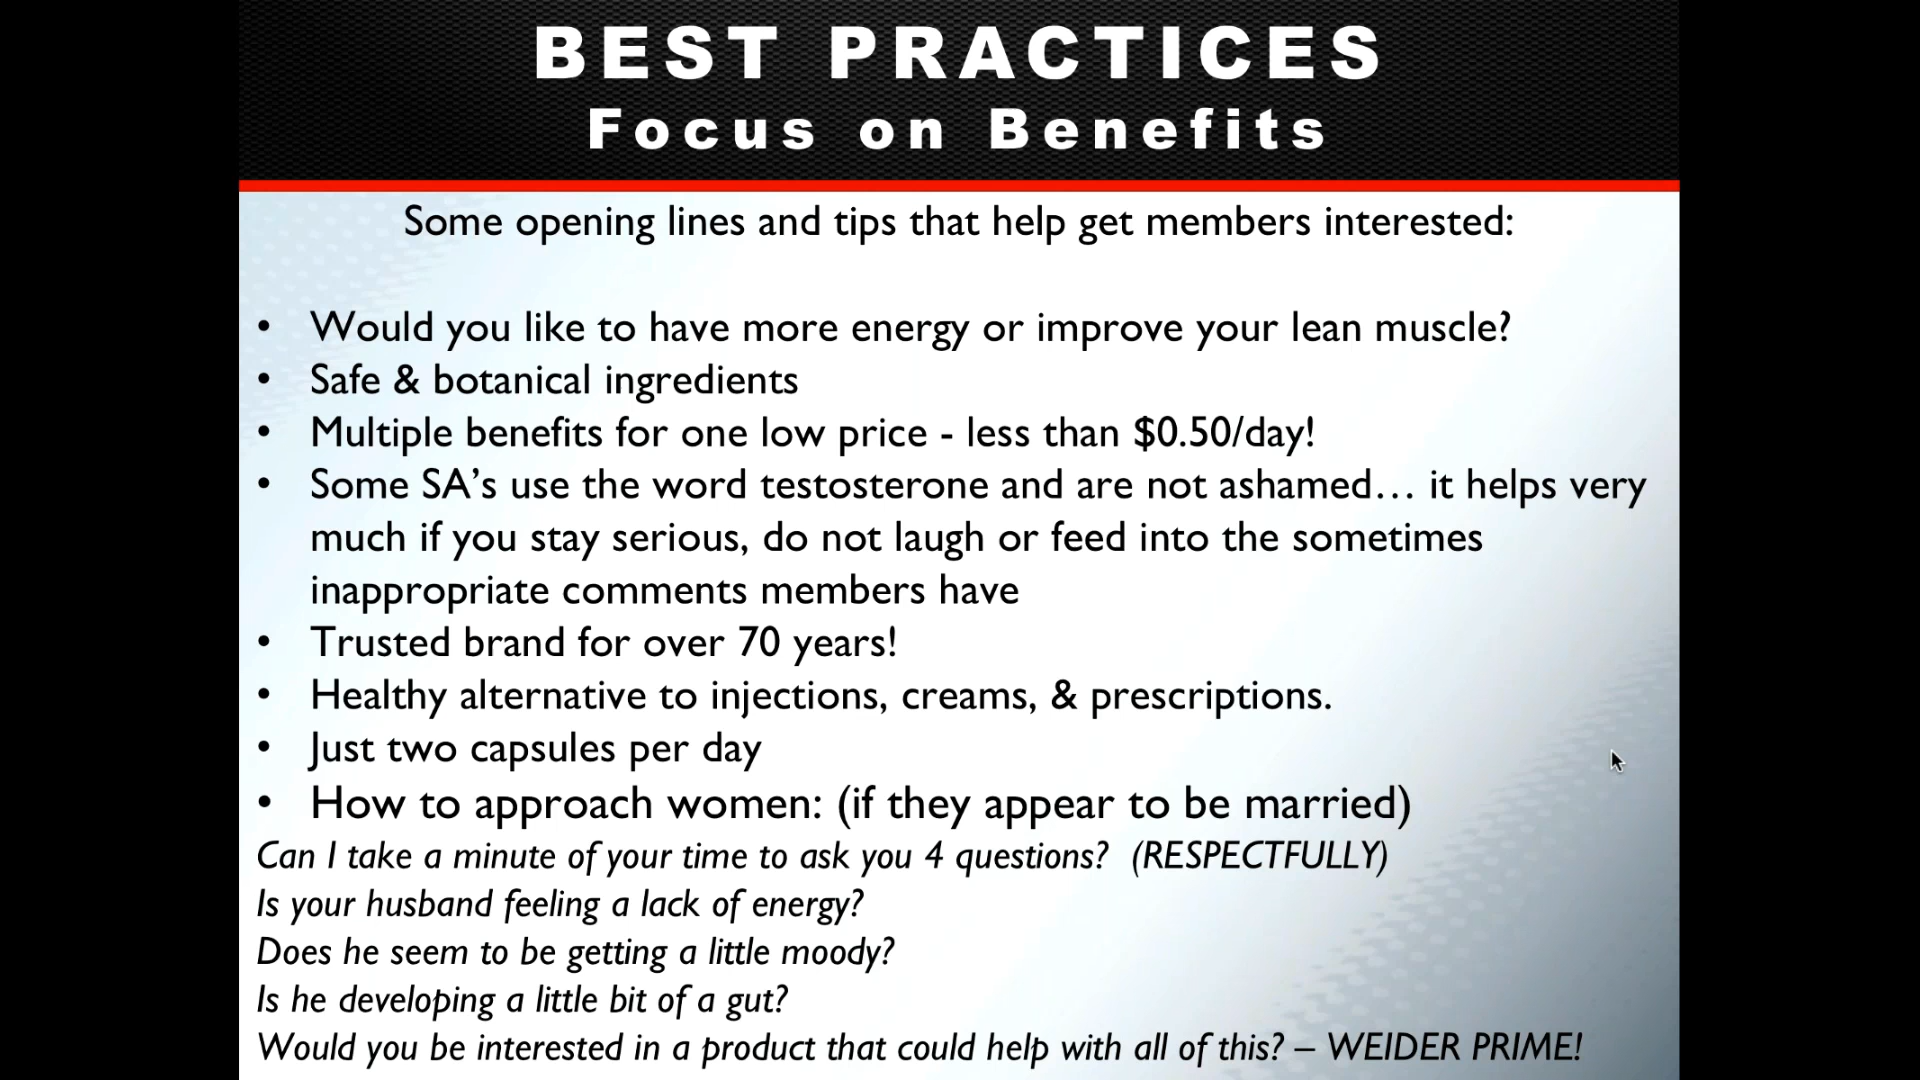 BEST PRACTICES
Focus on Benefits
Some opening lines and tips that help get members interested:
• Would you like to have more energy or improve your lean muscle?
• Safe & botanical ingredients
• Multiple benefits for one low price - less than $0.50/day!
• Some SA’s use the word testosterone and are not ashamed… it helps very
much if you stay serious, do not laugh or feed into the sometimes
inappropriate comments members have
• Trusted brand for over 70 years!
• Healthy alternative to injections, creams, & prescriptions.
• Just two capsules per day
• How to approach women: (if they appear to be married)
Can I take a minute of your time to ask you 4 questions? (RESPECTFULLY)
Is your husband feeling a lack of energy?
Does he seem to be getting a little moody?
Is he developing a little bit of a gut?
Would you be interested in a product that could help with all of this? – WEIDER PRIME!